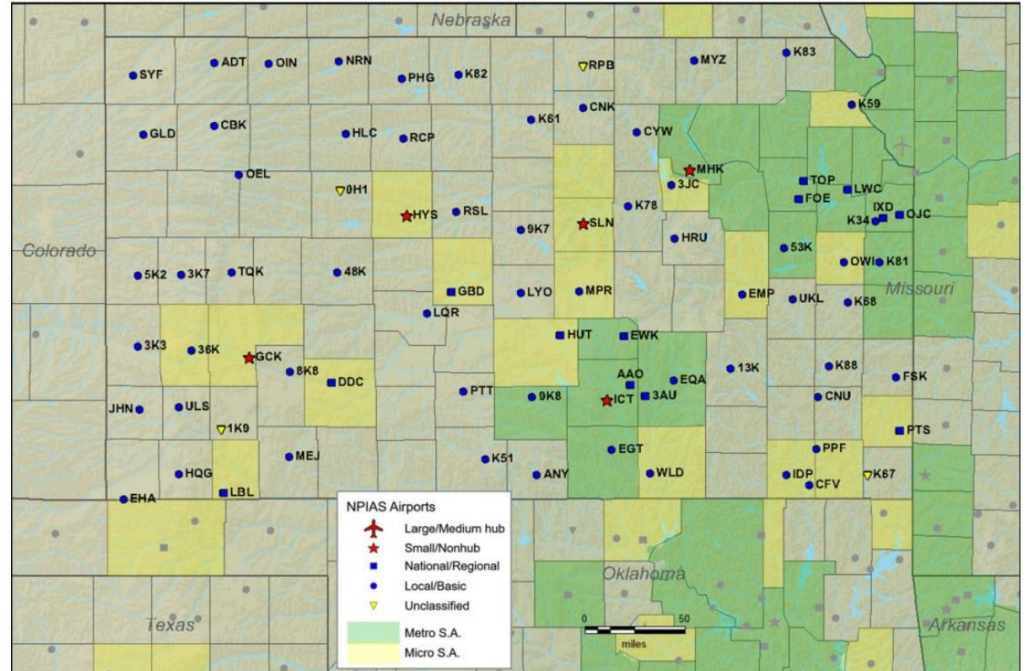 Nebraska
K83
ADT
OIN
NRN
RPB
MYZ
SYF
PHG
K82
K59
CNK
K61
CBK
GLD
HLC
RCP
CYW
MHK
OEL
TOP
3JC
LWC
0H1
FOE
IXD
K78
RSL
HYS
OJC
K34
SLN
9K7
HRU
53K
Colorado
OWI
K81
5K2
3K7
TQK
48K
Missouri
GBD
LYO
MPR
EMP
UKL
K68
LQR
HUT
EWK
3K3
36K
GCK
13K
K88
8K8
AAO
FSK
DDC
EQA
PTT
9K8
ICT
3AU
CNU
JHN
ULS
1K9
PTS
EGT
PPF
MEJ
K51
HQG
ANY
WLD
IDP
K67
CFV
LBL
EHA
NPIAS Airports
Large/Medium hub
Small/Nonhub
National/Regional
Local/Basic
Unclassified
Metro S.A.
Micro S.A.
Oklahoma
Texas
Arkansas
0
25
50
miles